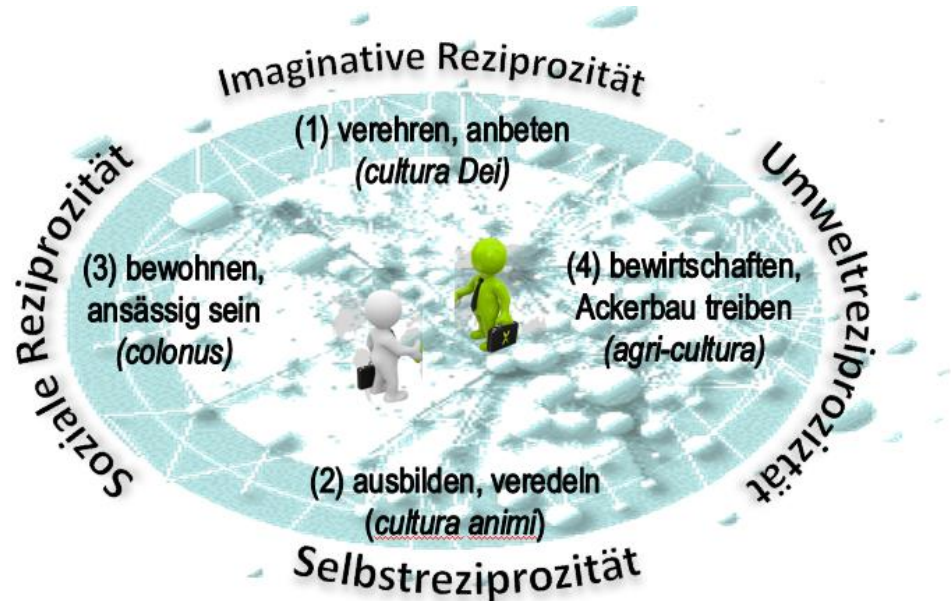 Imaginative Reziprozität
(1) verehren, anbeten
(cultura Dei)
Soziale Reziprozität
(3) bewohnen,
ansässig sein
(colonus)
(4) bewirtschaften,
Ackerbau treiben
(agri-cultura)
Umweltreziproziztät
(2) ausbilden, veredeln
(cultura animi)
Selbstreziprozität